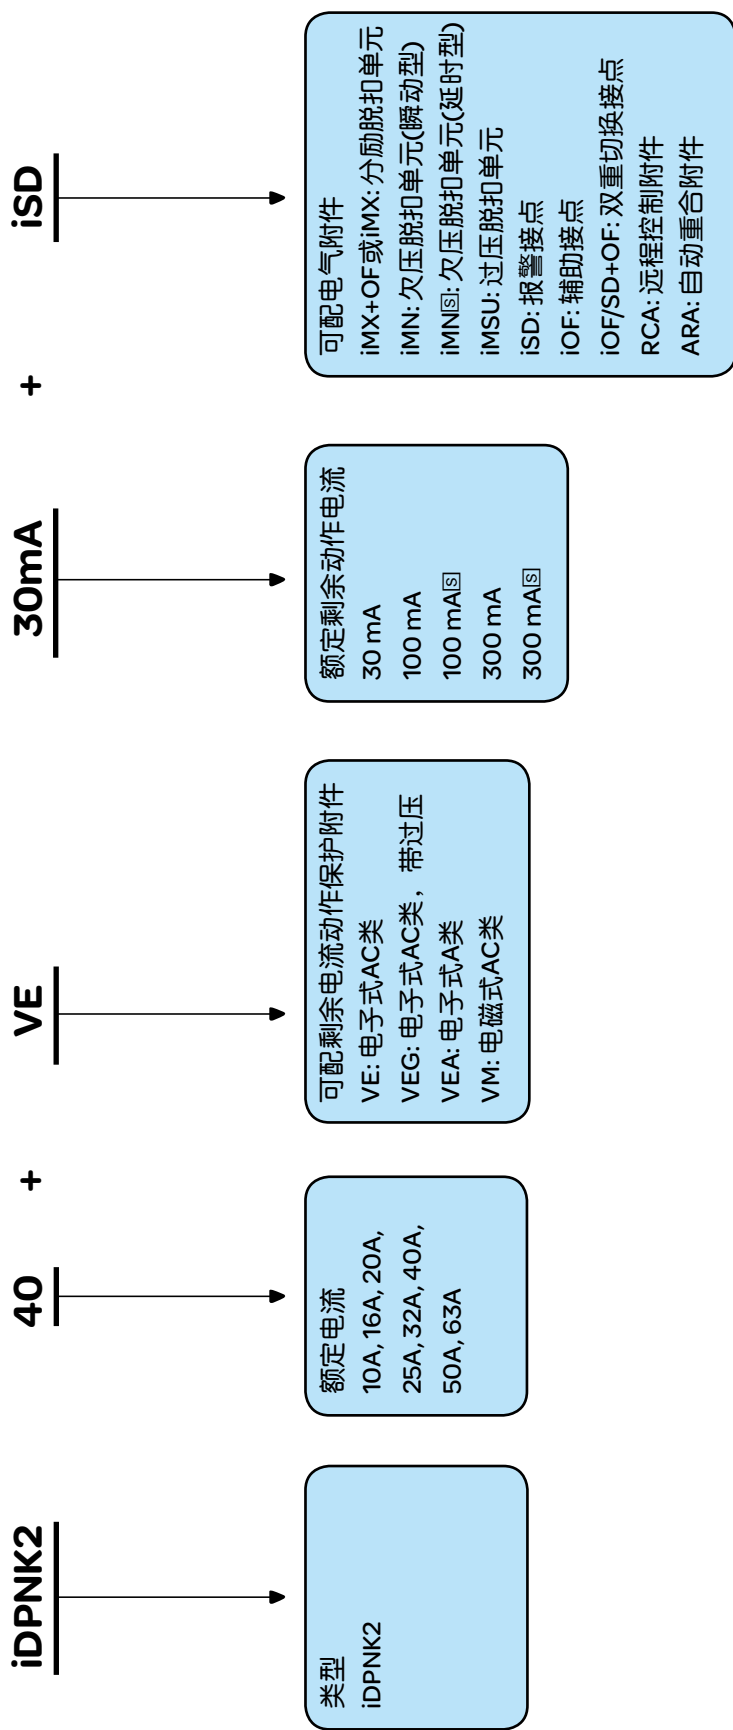 iDPNK2 40 + VE 30mA + iSD
类型
iDPNK2
额定电流
10A, 16A, 20A,
25A, 32A, 40A,
50A, 63A
可配剩余电流动作保护附件
VE: 电子式AC类
VEG: 电子式AC类，带过压
VEA: 电子式A类
VM: 电磁式AC类
额定剩余动作电流
30 mA
100 mA
100 mA🅂
300 mA
300 mA🅂
可配电气附件
iMX+OF或iMX: 分励脱扣单元
iMN: 欠压脱扣单元(瞬动型)
iMN🅂: 欠压脱扣单元(延时型)
iMSU: 过压脱扣单元
iSD: 报警接点
iOF: 辅助接点
iOF/SD+OF: 双重切换接点
RCA: 远程控制附件
ARA: 自动重合附件